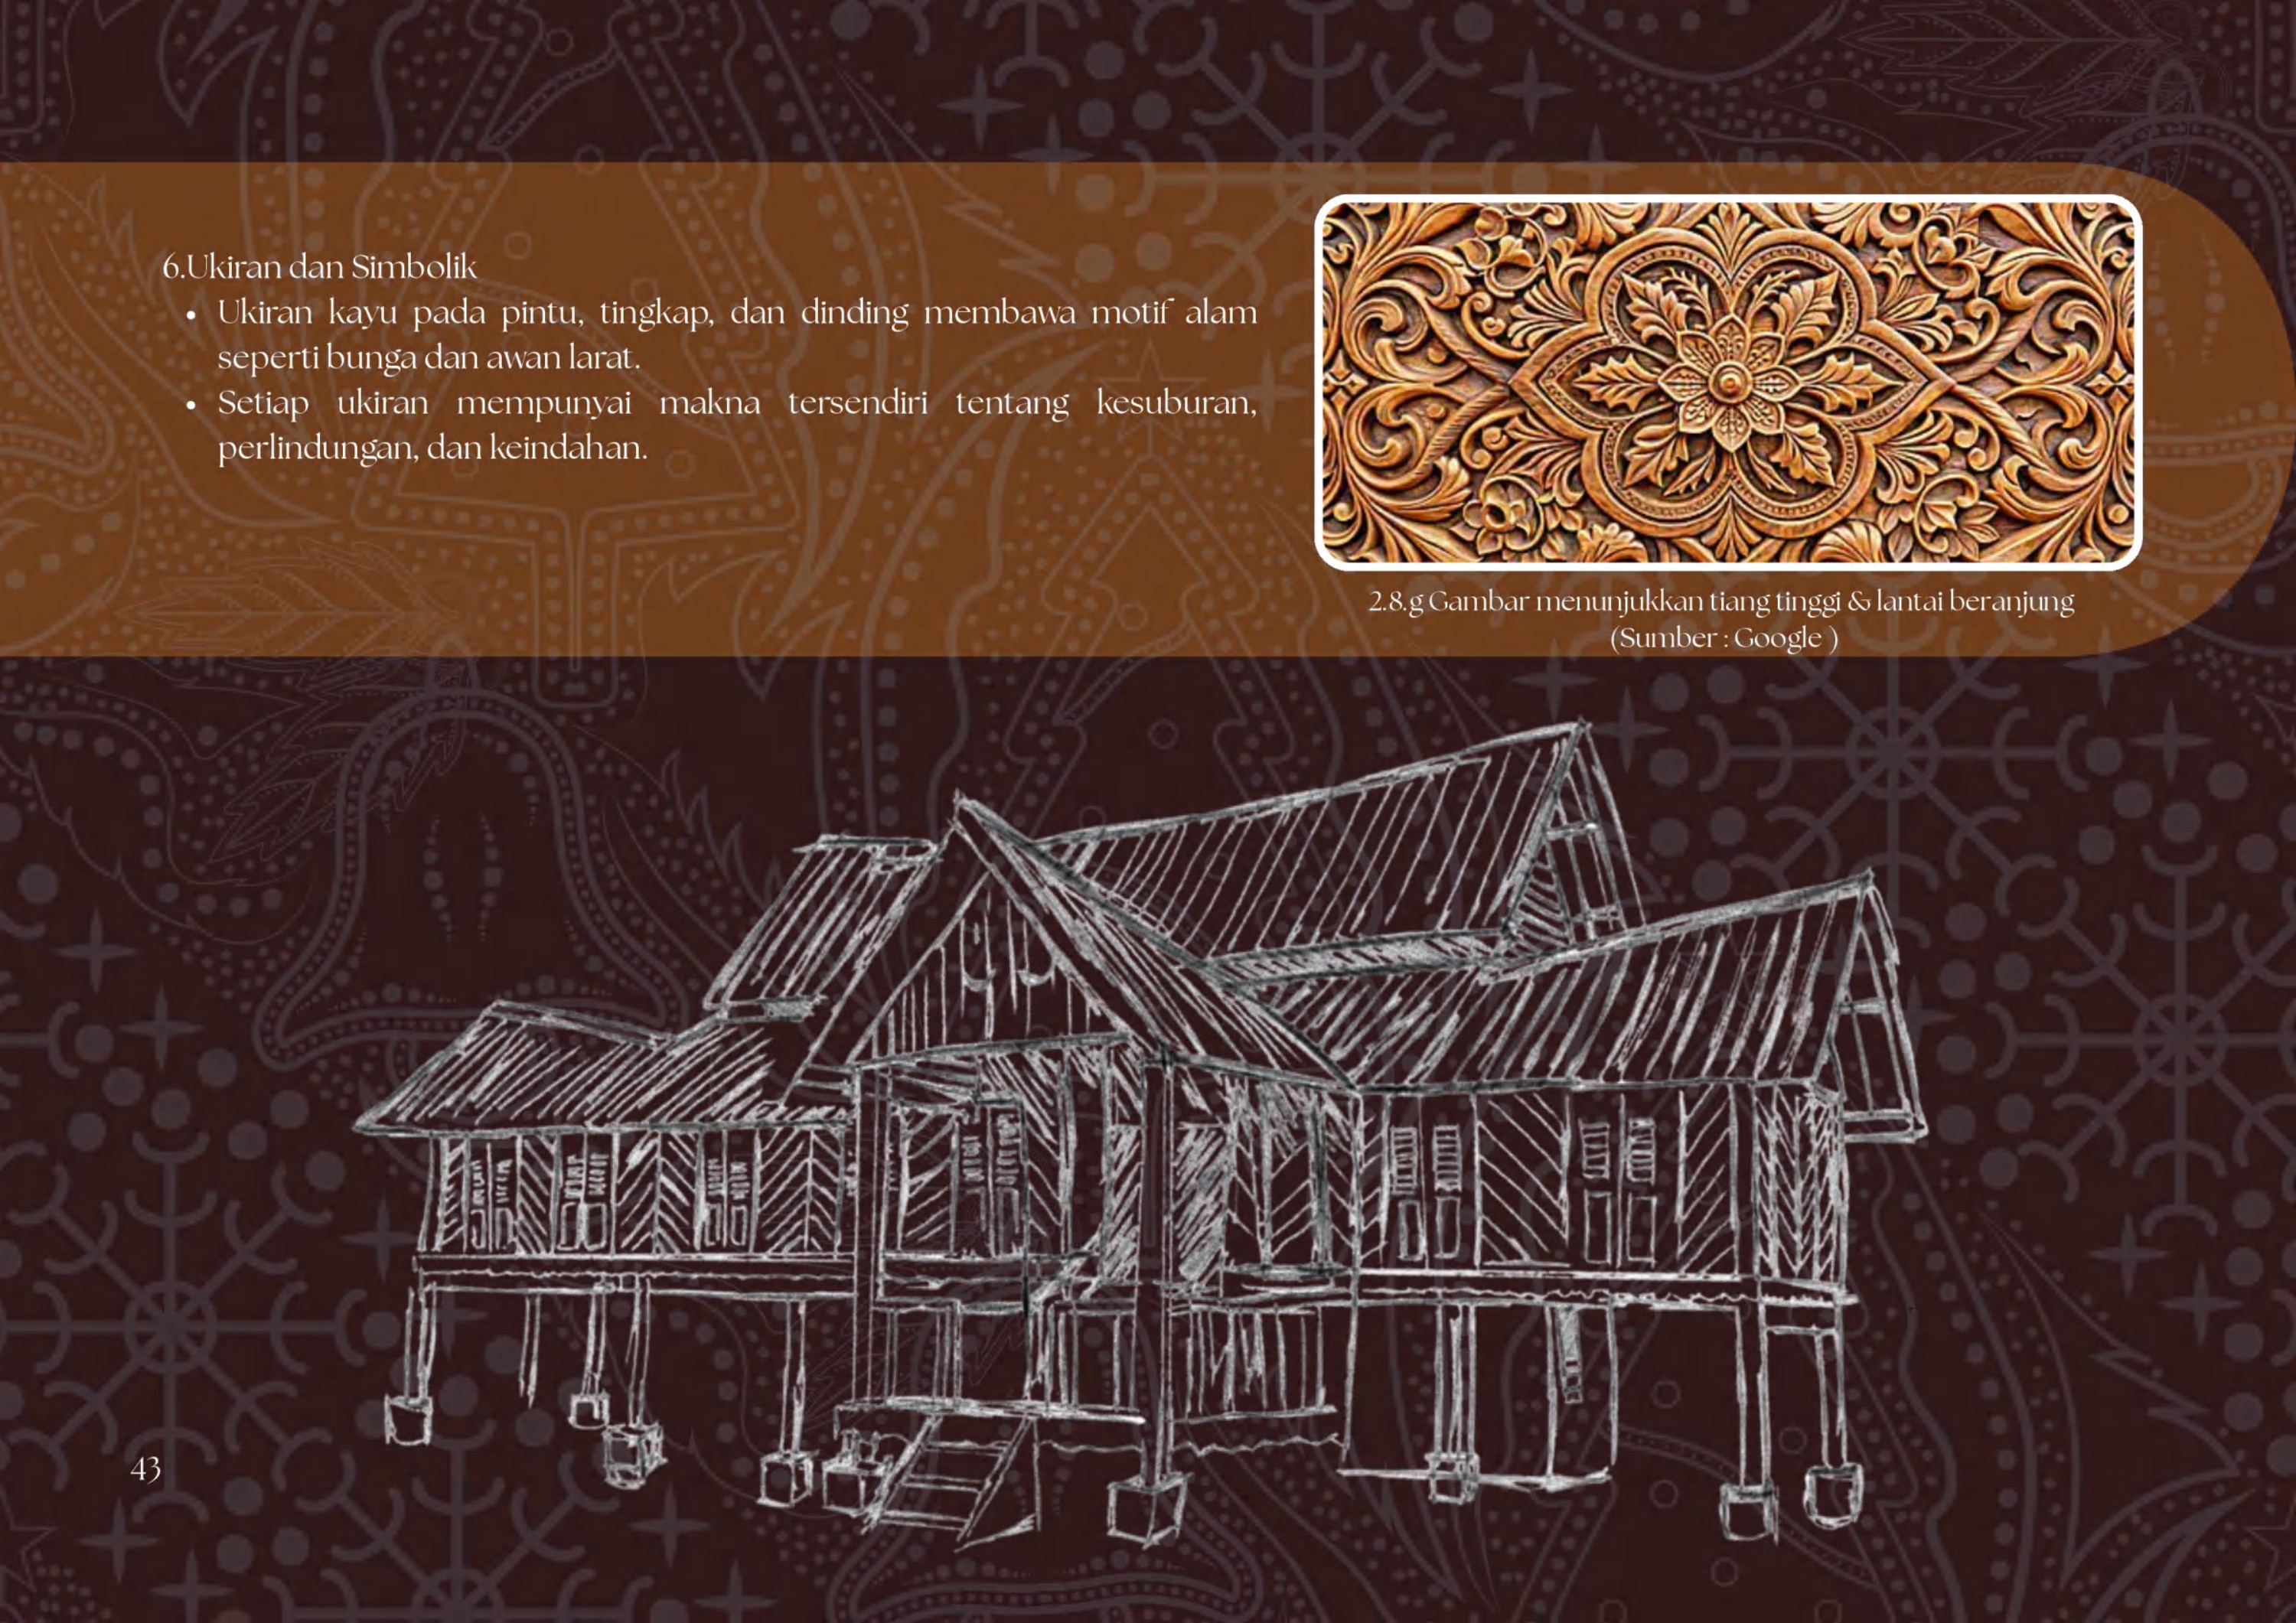 6.Ukiran dan Simbolik
• Ukiran kayu pada pintu, tingkap, dan dinding membawa motif alam
seperti bunga dan awan larat.
• Setiap ukiran mempunyai makna tersendiri tentang kesuburan,
perlindungan, dan keindahan.
2.8.g Gambar menunjukkan tiang tinggi & lantai beranjung
(Sumber : Google )
43